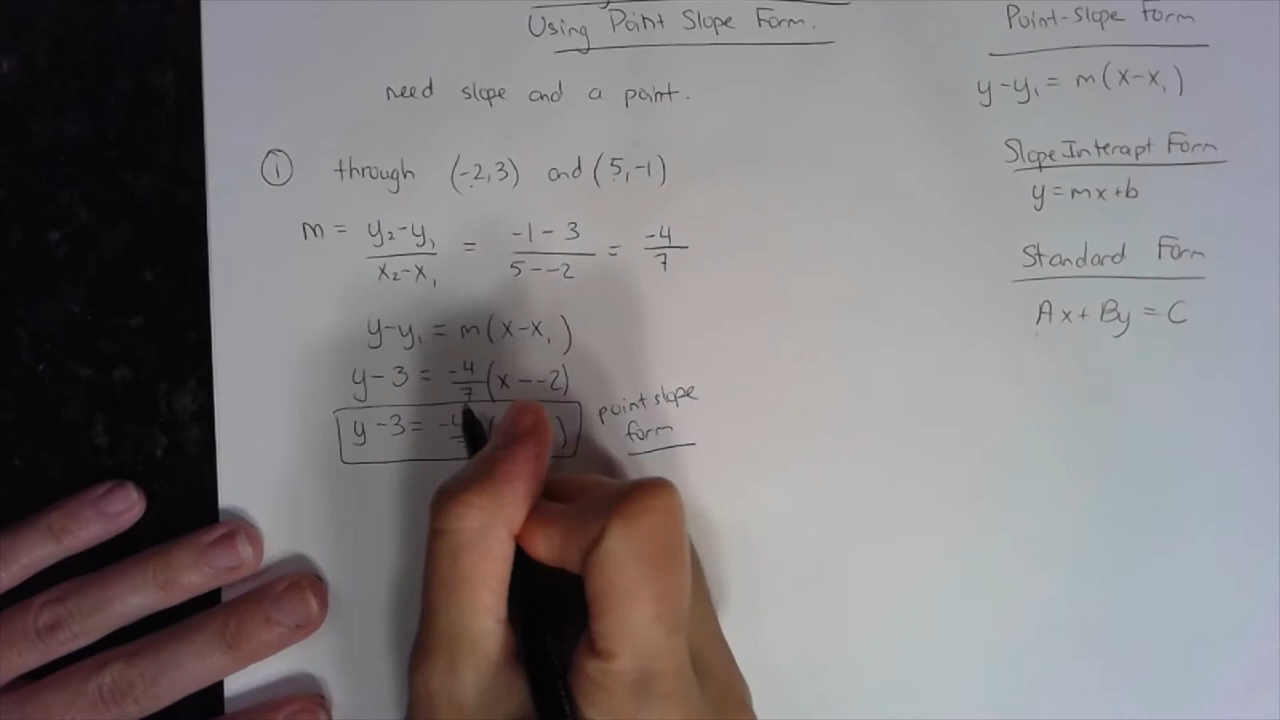 Using Point Slope Form.
need slope and a point.
① through (-2,3) and (5,-1)
m = y₂-y₁ / x₂-x₁ = -1 - 3 / 5 - -2 = -4 / 7
y-y₁ = m(x-x₁)
y-3 = -4/7 (x - -2)
y-3 = -4 ( )
point slope
form
Point-Slope Form
y-y₁ = m(x-x₁)
Slope Interapt Form
y=mx+b
Standard Form
Ax+By=C